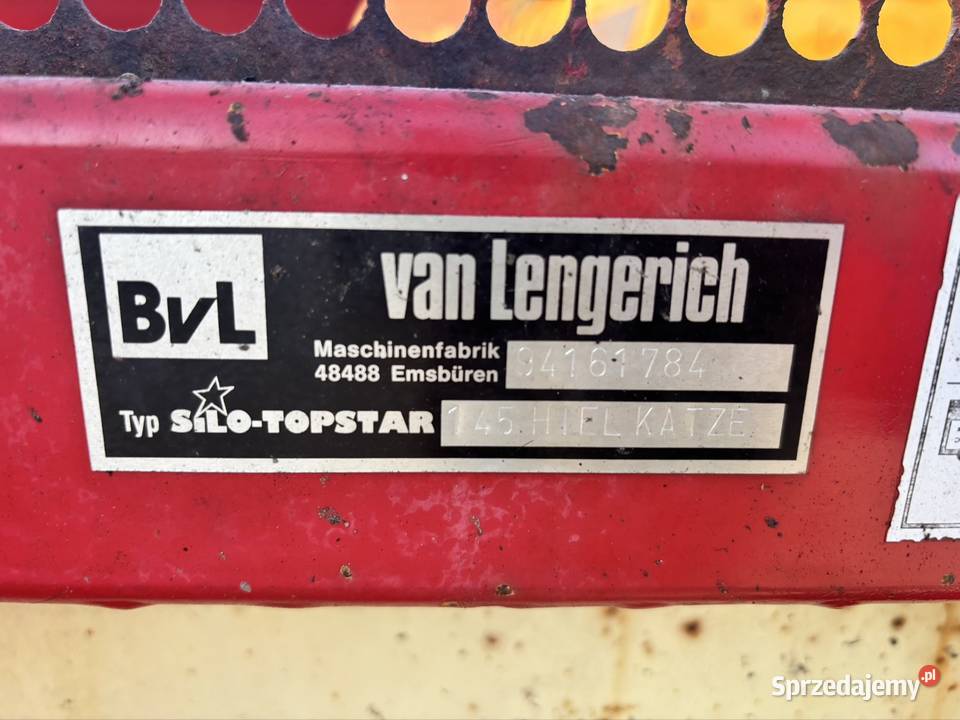 BvL
van Lengerich
Maschinenfabrik
48488 Emsbüren
94161784
Typ SiLO-TOPSTAR 145 HIFL KATZE
Sprzedajemy.pl